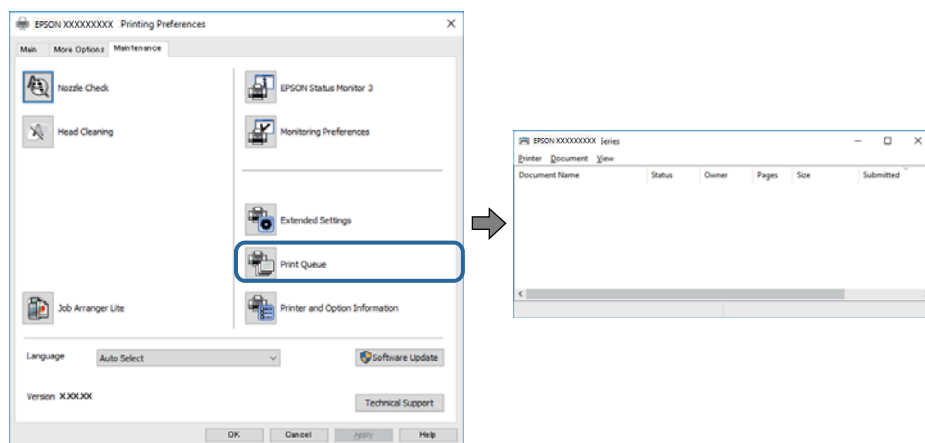 EPSON XXXXXXXXX Printing Preferences
Main More Options Maintenance
Nozzle Check
Head Cleaning
Job Arranger Lite
EPSON Status Monitor 3
Monitoring Preferences
Extended Settings
Print Queue
Printer and Option Information
Language Auto Select Software Update
Version X.XX.XX
Technical Support
OK Cancel Apply Help
EPSON XXXXXXXXX Series
Printer Document View
Document Name Status Owner Pages Size Submitted